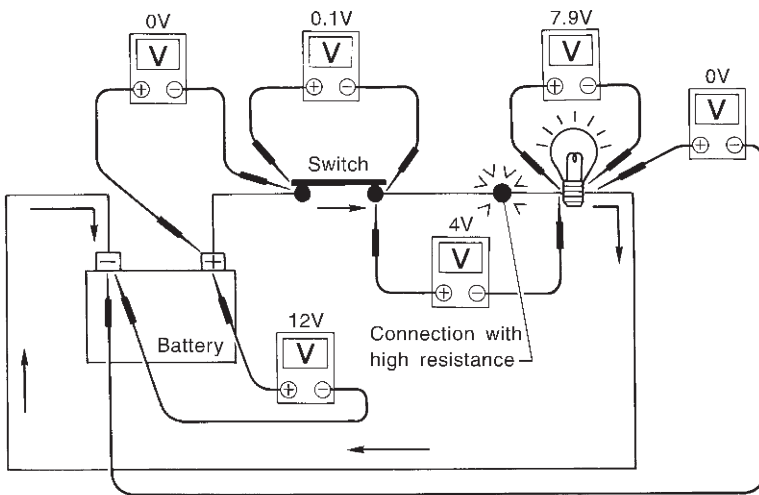 0V
0.1V
7.9V
0V
V
V
V
V
+ −
+ −
+ −
+ −
Switch
4V
V
+ −
− +
Battery
12V
V
+ −
Connection with
high resistance